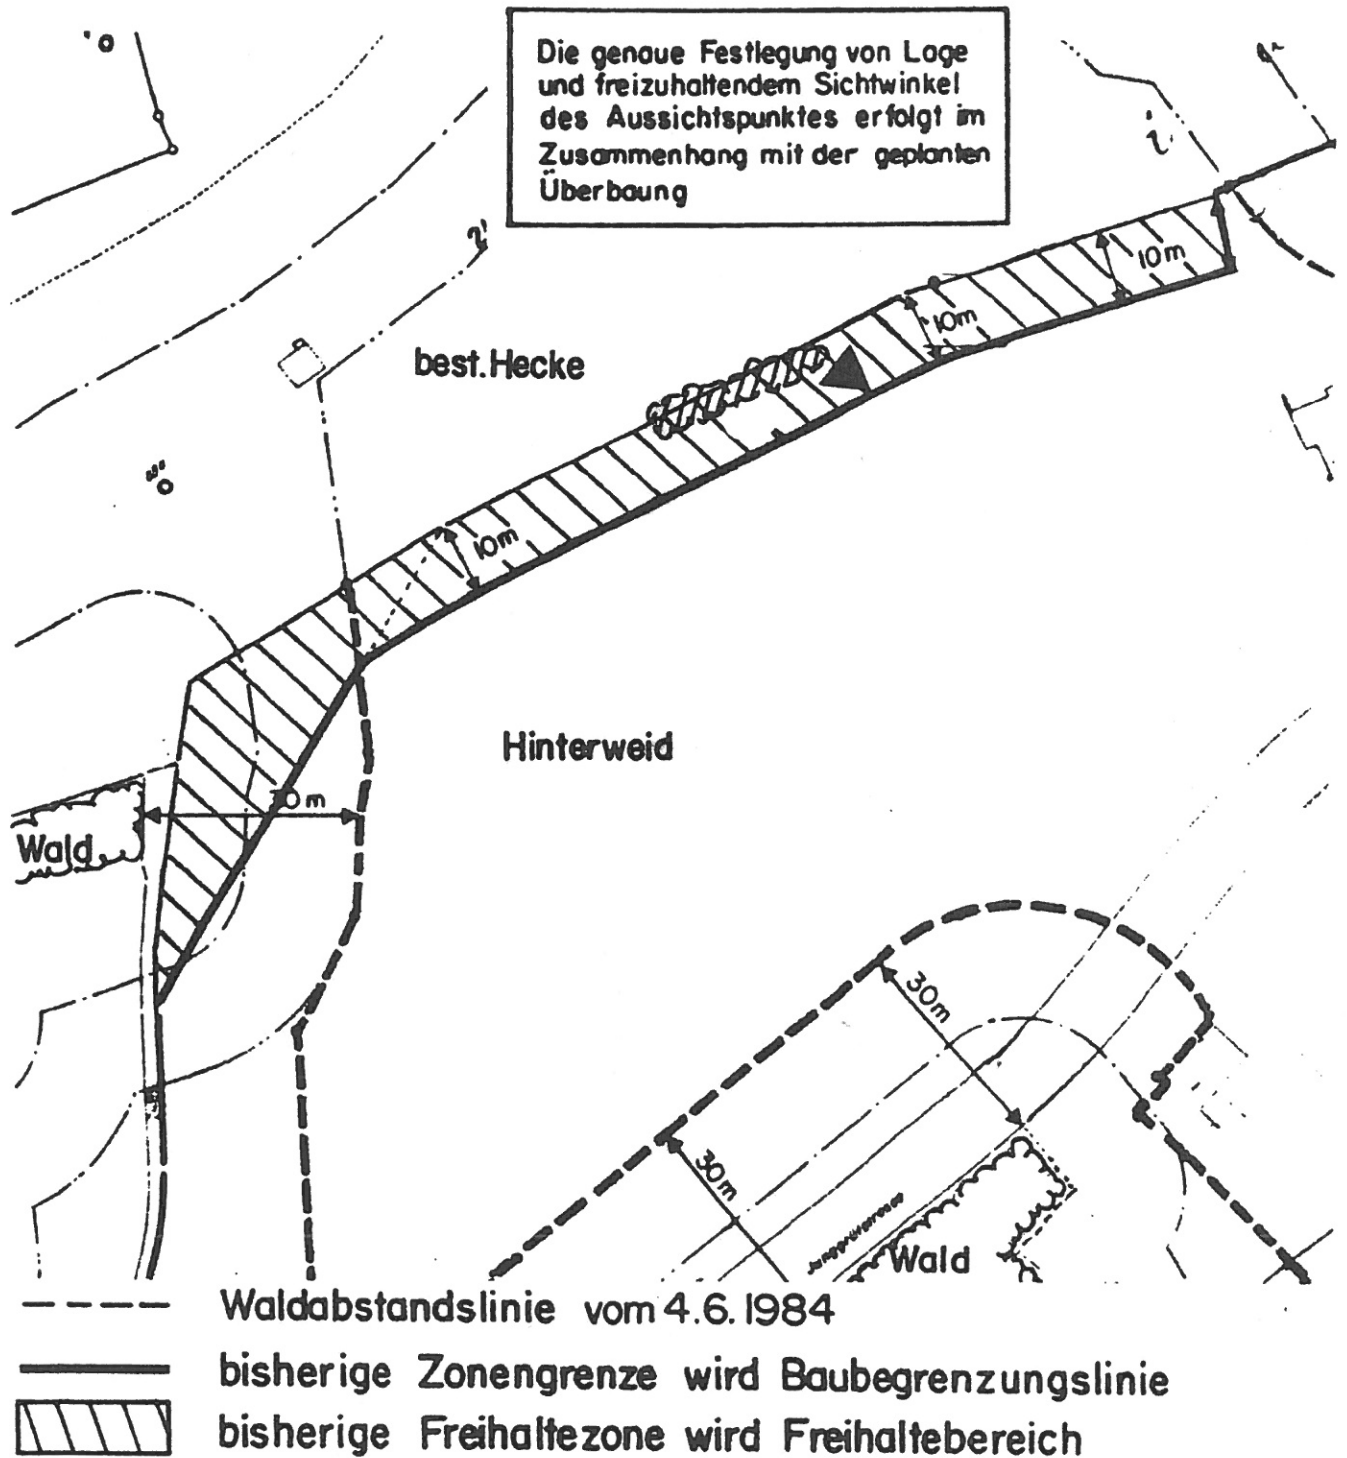 Die genaue Festlegung von Lage
und freizuhaltendem Sichtwinkel
des Aussichtspunktes erfolgt im
Zusammenhang mit der geplanten
Überbaung
10m
10m
best.Hecke
10m
Hinterweid
30m
Wald
30m
30m
Wald
Waldabstandslinie vom 4.6.1984
bisherige Zonengrenze wird Baubegrenzungslinie
bisherige Freihaltezone wird Freihaltebereich